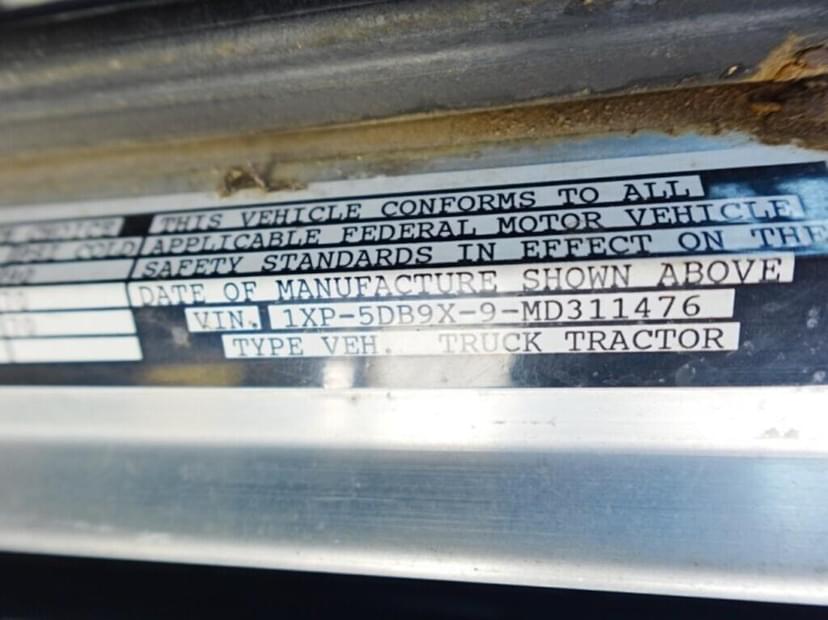 THIS VEHICLE CONFORMS TO ALL
COLD APPLICABLE FEDERAL MOTOR VEHICLE
SAFETY STANDARDS IN EFFECT ON THE
DATE OF MANUFACTURE SHOWN ABOVE
VIN. 1XP-5DB9X-9-MD311476
TYPE VEH. TRUCK TRACTOR